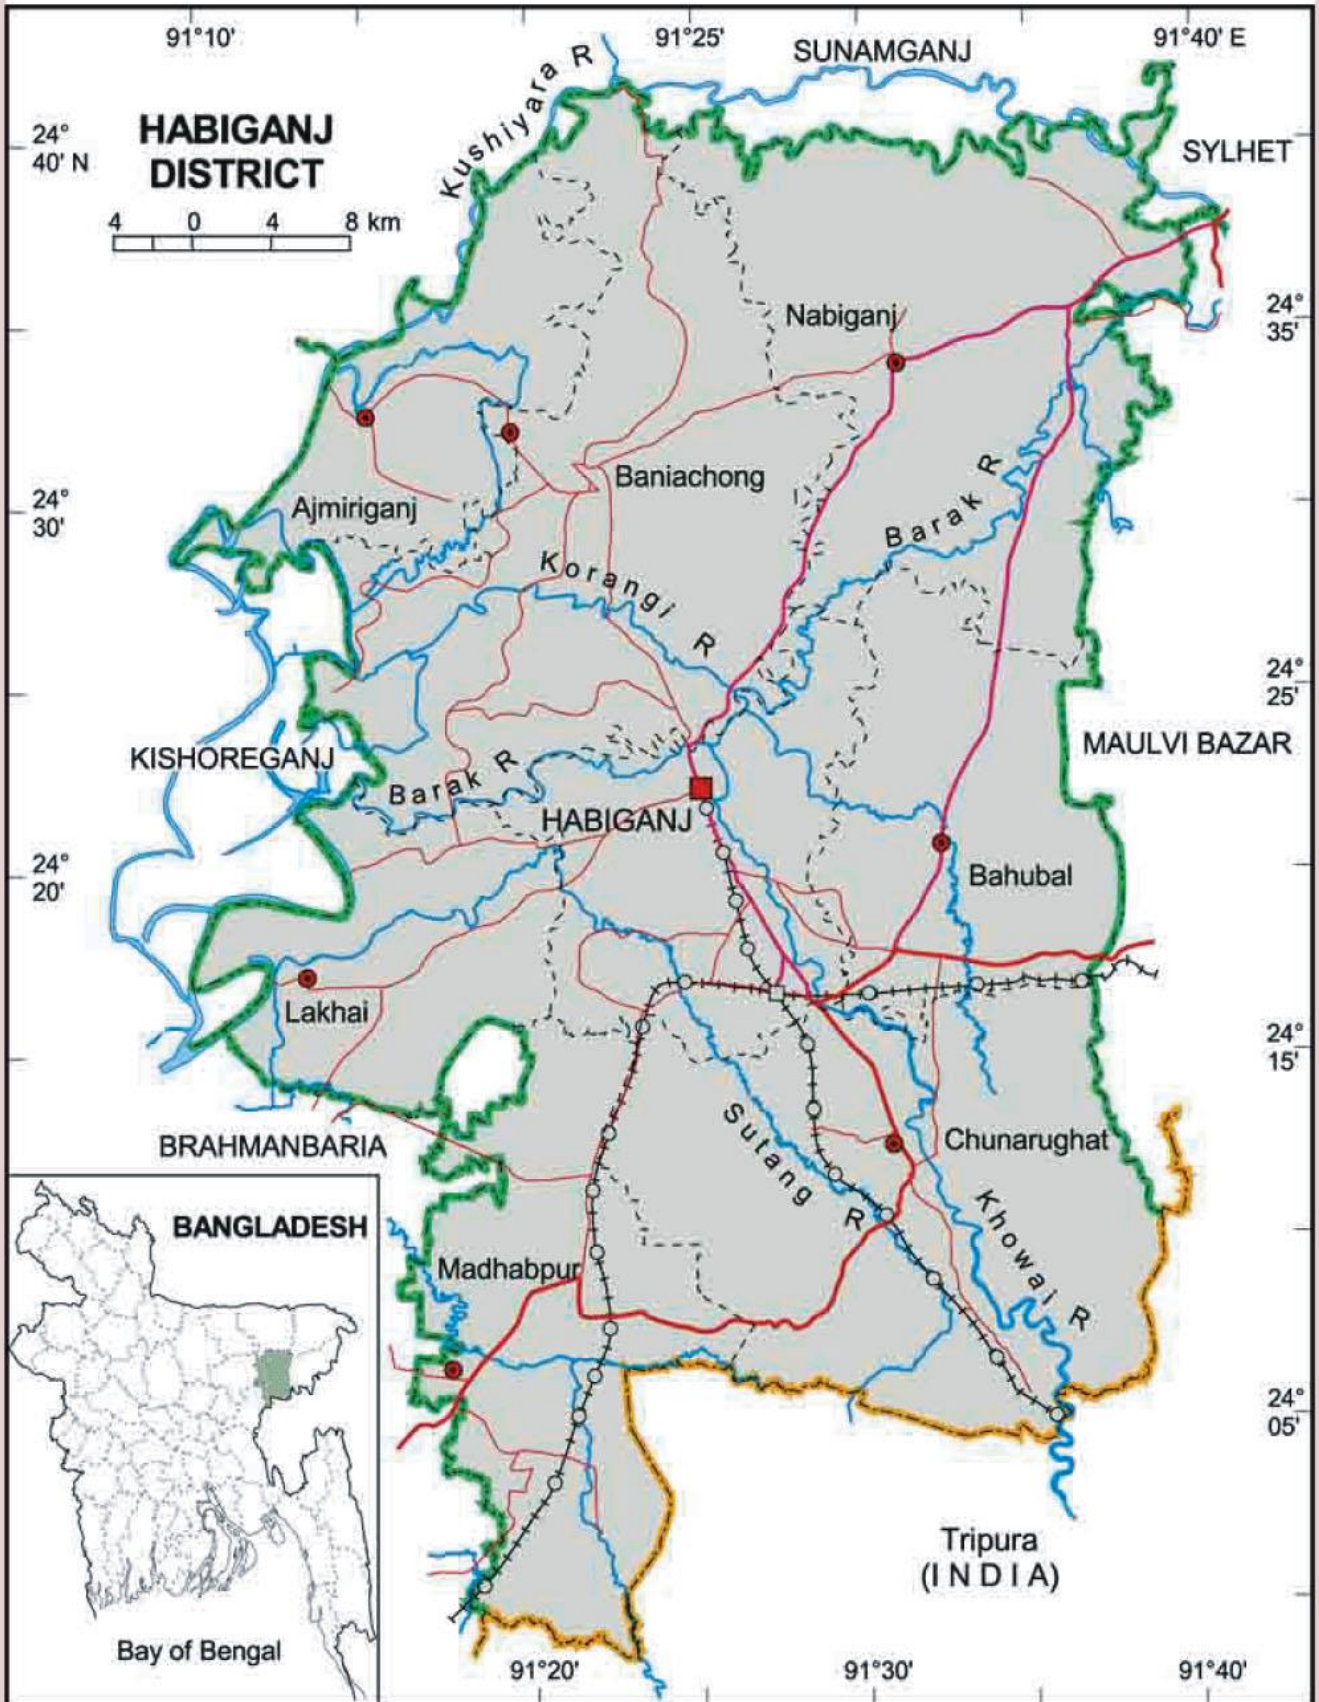 91°10'
91°25'
91°40' E
SUNAMGANJ
Kushiyara R
HABIGANJ
DISTRICT
24°
40' N
SYLHET
4 0 4 8 km
Nabiganj
24°
35'
Baniachong
24°
30'
Ajmiriganj
Barak R
Korangi R
24°
25'
KISHOREGANJ
MAULVI BAZAR
Barak R
HABIGANJ
24°
20'
Bahubal
Lakhai
24°
15'
Sutang R
Chunarughat
BRAHMANBARIA
Khowai R
BANGLADESH
Madhabpur
24°
05'
Tripura
(INDIA)
Bay of Bengal
91°20'
91°30'
91°40'